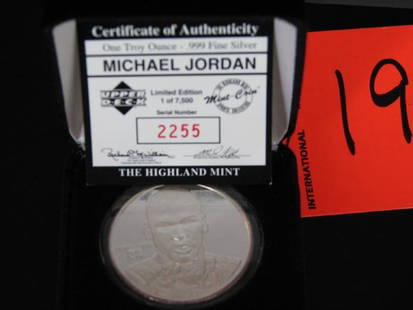 Certificate of Authenticity
One Troy Ounce - .999 Fine Silver
MICHAEL JORDAN
UPPER DECK
Limited Edition
1 of 7,500
Serial Number
2255
THE HIGHLAND MINT
Mint-Coin
19
INTERNATIONAL